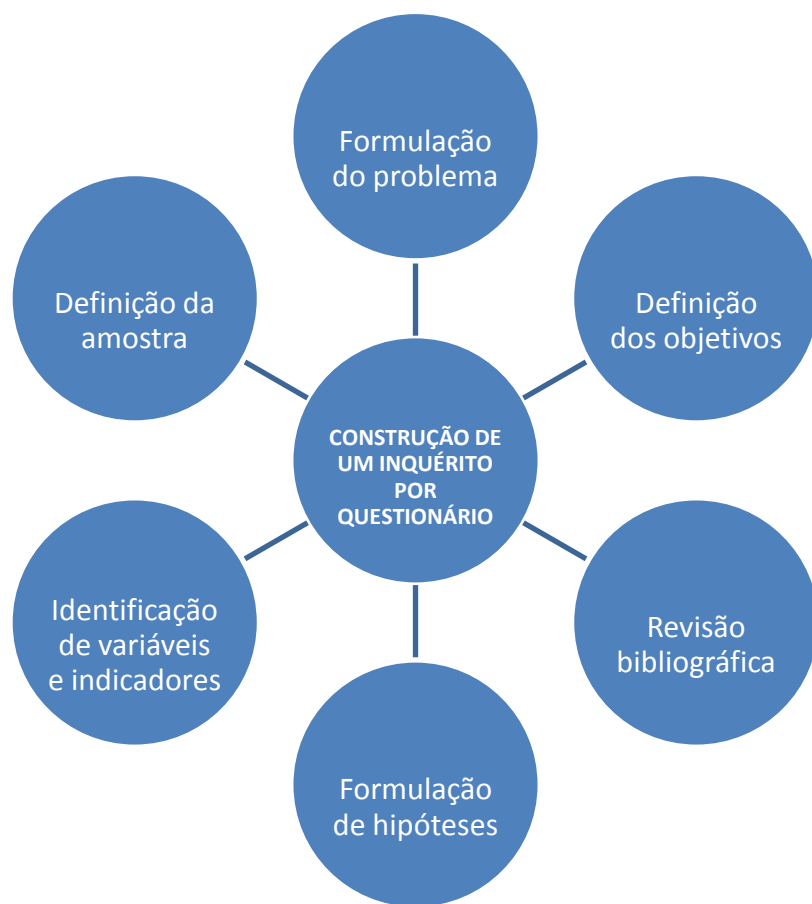 Formulação
do problema
Definição
dos objetivos
Revisão
bibliográfica
Formulação
de hipóteses
Identificação
de variáveis
e indicadores
Definição da
amostra
CONSTRUÇÃO DE
UM INQUÉRITO
POR
QUESTIONÁRIO